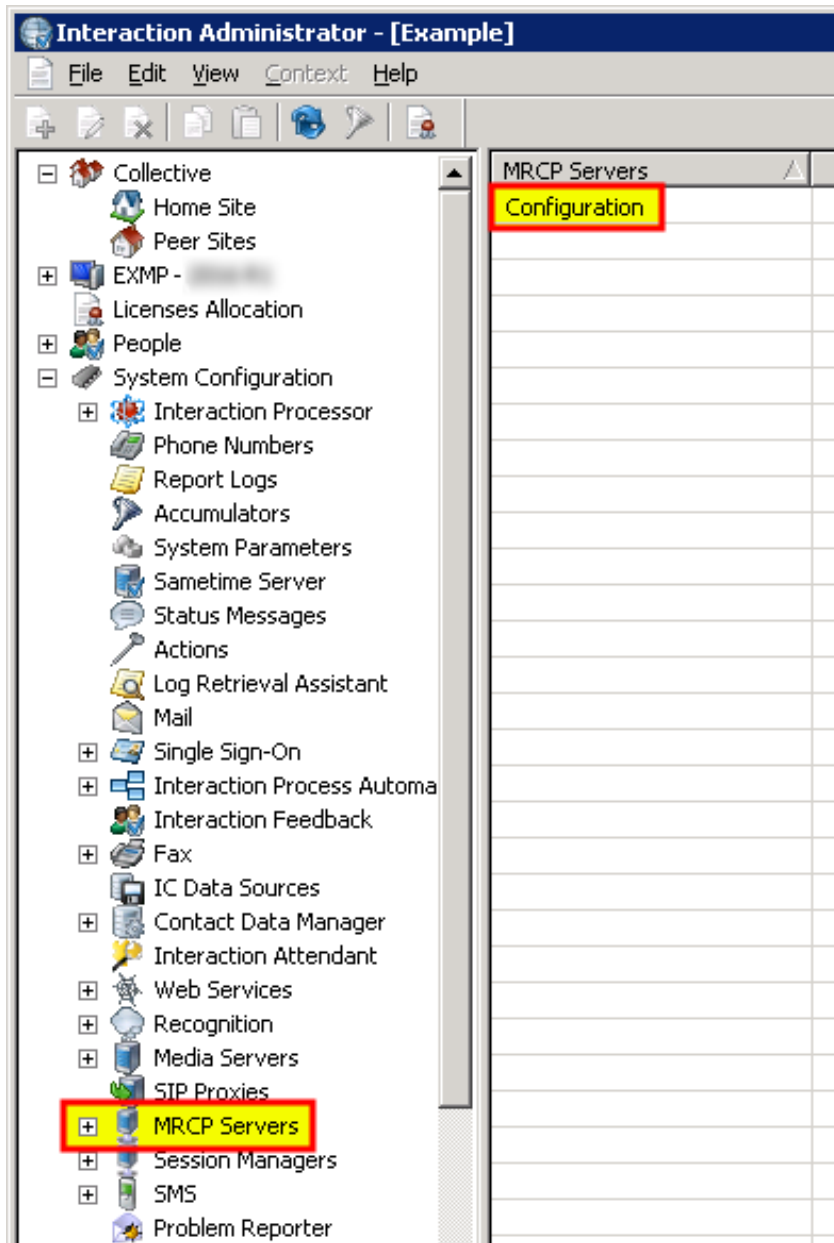 Interaction Administrator - [Example]
File Edit View Context Help
Collective
Home Site
Peer Sites
EXMP -
Licenses Allocation
People
System Configuration
Interaction Processor
Phone Numbers
Report Logs
Accumulators
System Parameters
Sametime Server
Status Messages
Actions
Log Retrieval Assistant
Mail
Single Sign-On
Interaction Process Automa
Interaction Feedback
Fax
IC Data Sources
Contact Data Manager
Interaction Attendant
Web Services
Recognition
Media Servers
SIP Proxies
MRCP Servers
Session Managers
SMS
Problem Reporter
MRCP Servers
Configuration